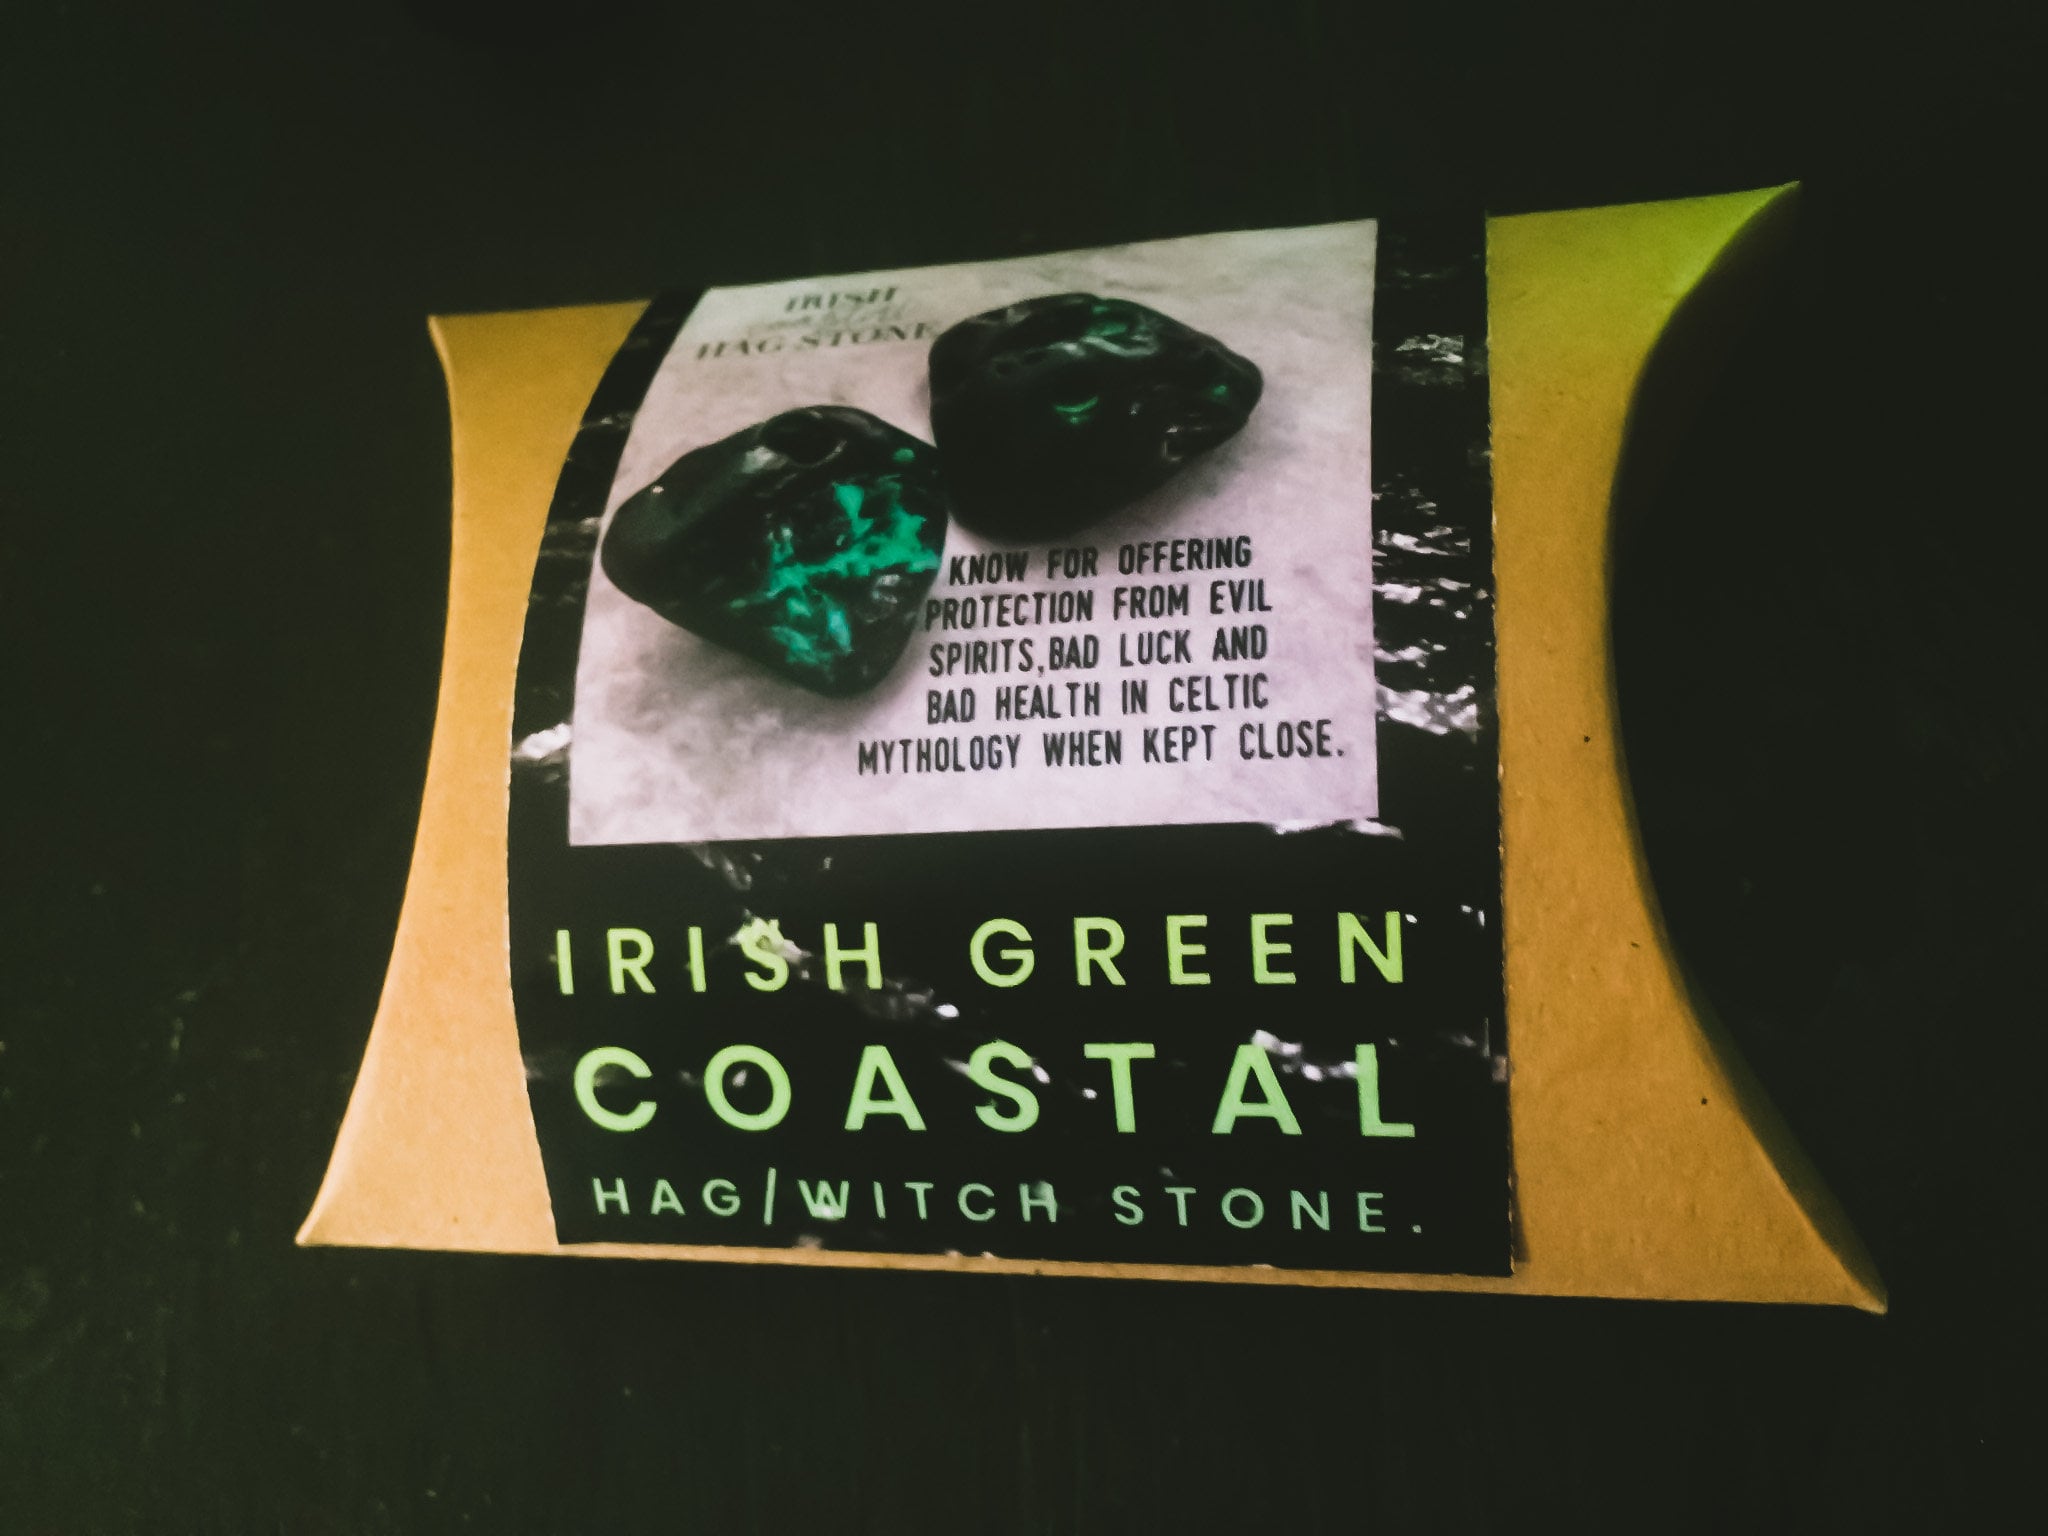 IRISH
coastal
HAG STONE
KNOW FOR OFFERING
PROTECTION FROM EVIL
SPIRITS,BAD LUCK AND
BAD HEALTH IN CELTIC
MYTHOLOGY WHEN KEPT CLOSE.
IRISH GREEN
COASTAL
HAG/WITCH STONE.